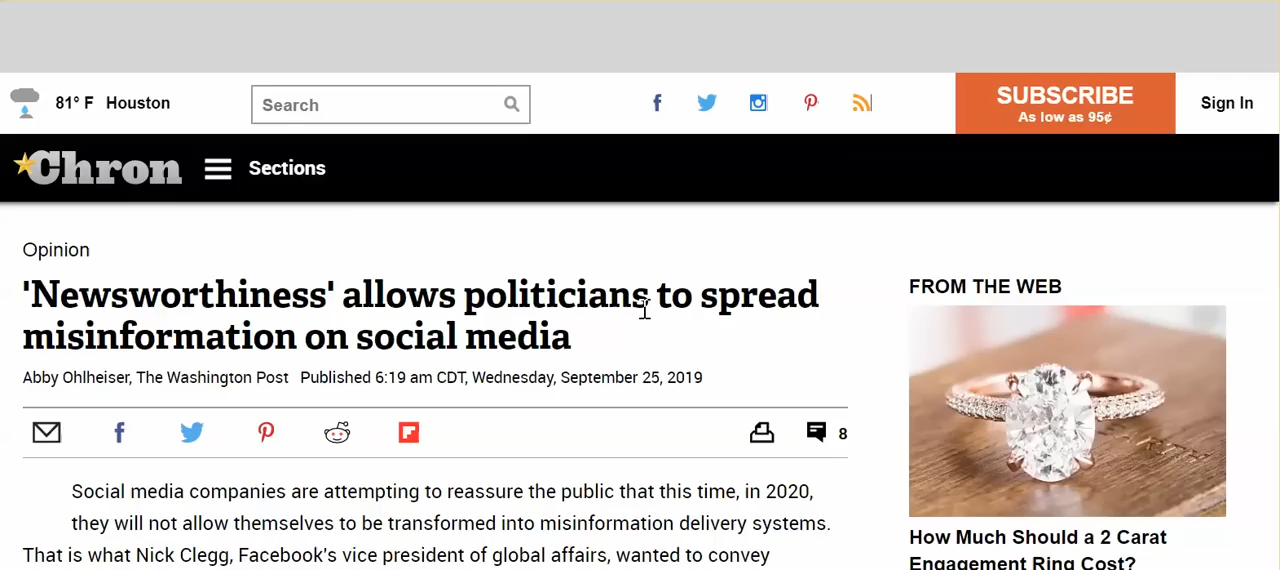 81° F Houston
Search
SUBSCRIBE
As low as 95¢
Sign In
Chron
Sections
Opinion
'Newsworthiness' allows politicians to spread
misinformation on social media
Abby Ohlheiser, The Washington Post Published 6:19 am CDT, Wednesday, September 25, 2019
8
Social media companies are attempting to reassure the public that this time, in 2020,
they will not allow themselves to be transformed into misinformation delivery systems.
That is what Nick Clegg, Facebook's vice president of global affairs, wanted to convey
FROM THE WEB
How Much Should a 2 Carat
Engagement Ring Cost?